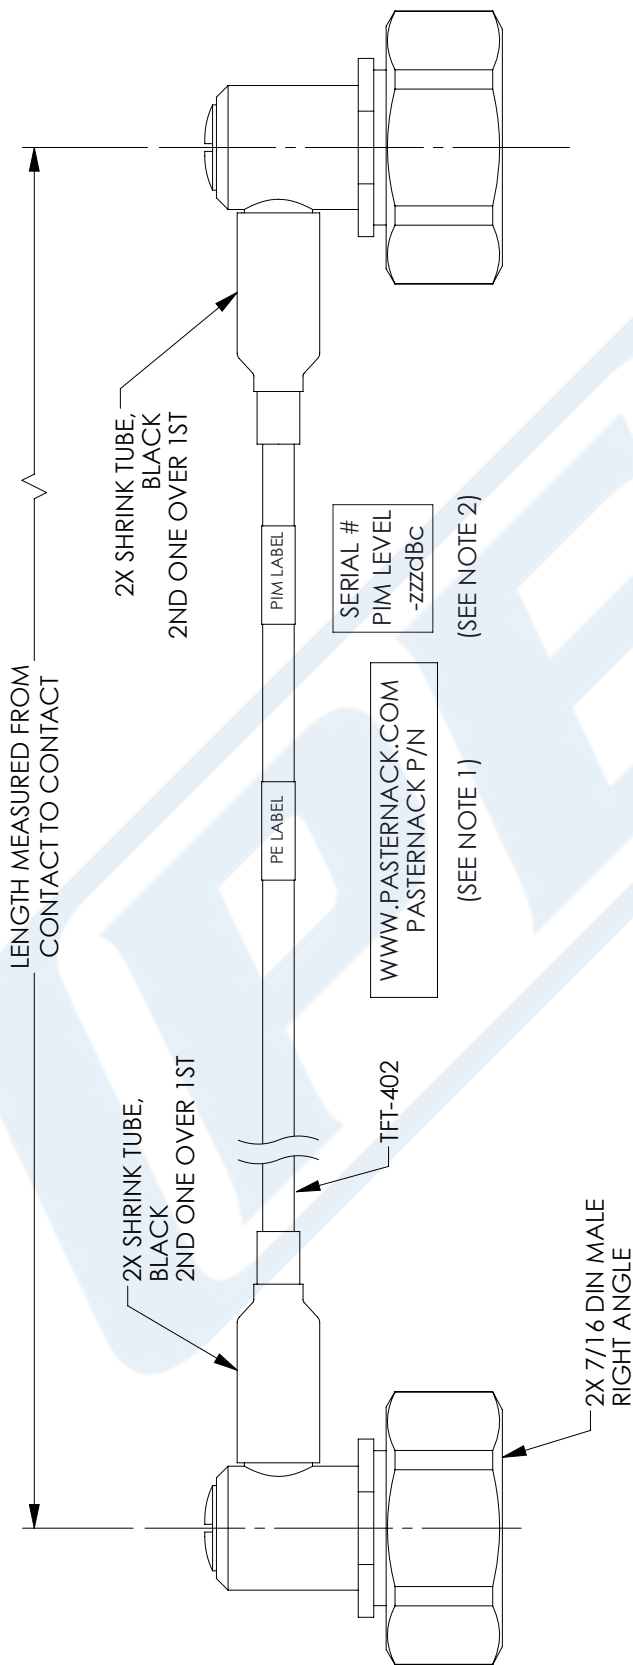 LENGTH MEASURED FROM
CONTACT TO CONTACT
2X SHRINK TUBE,
BLACK
2ND ONE OVER 1ST
2X SHRINK TUBE,
BLACK
2ND ONE OVER 1ST
PE LABEL
PIM LABEL
TFT-402
WWW.PASTERNACK.COM
PASTERNACK P/N
(SEE NOTE 1)
SERIAL #
PIM LEVEL
-zzzdBc
(SEE NOTE 2)
2X 7/16 DIN MALE
RIGHT ANGLE
PE